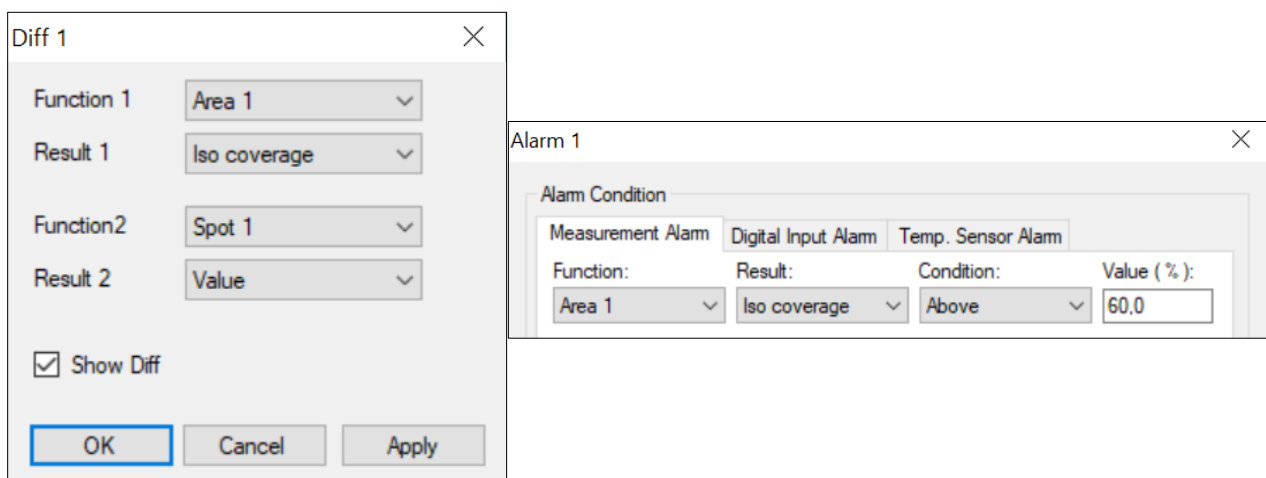 Diff 1
Function 1 Area 1
Result 1 Iso coverage
Function2 Spot 1
Result 2 Value
Show Diff
OK Cancel Apply
Alarm 1
Alarm Condition
Measurement Alarm Digital Input Alarm Temp. Sensor Alarm
Function: Result: Condition: Value ( % ):
Area 1 Iso coverage Above 60,0